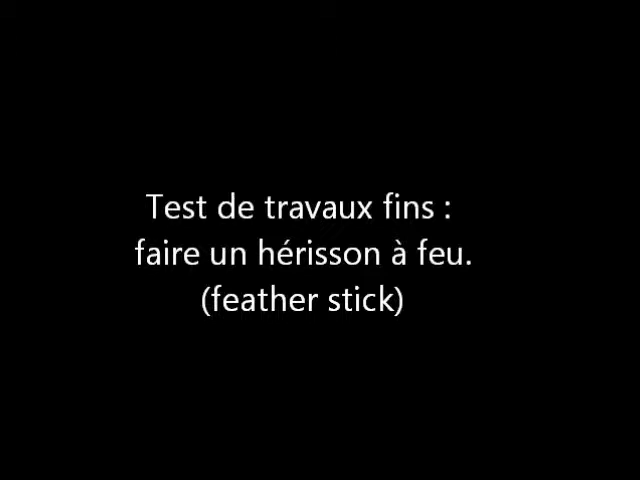 Test de travaux fins :
faire un hérisson à feu.
(feather stick)